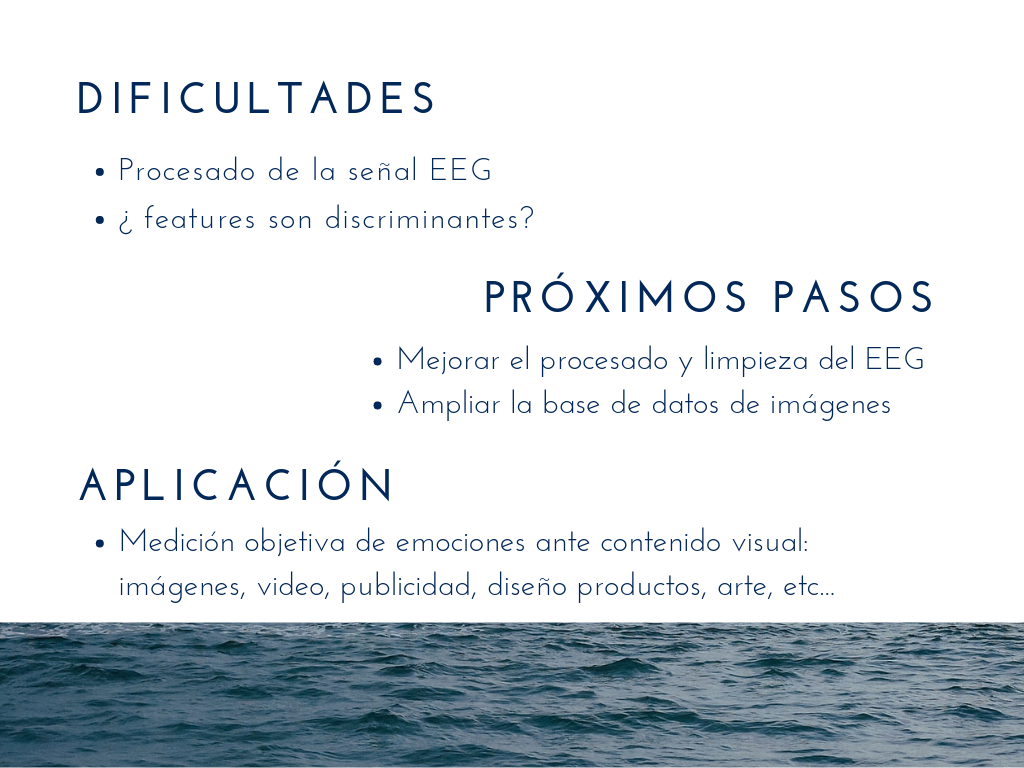 DIFICULTADES
• Procesado de la señal EEG
• ¿ features son discriminantes?
PRÓXIMOS PASOS
• Mejorar el procesado y limpieza del EEG
• Ampliar la base de datos de imágenes
APLICACIÓN
• Medición objetiva de emociones ante contenido visual:
imágenes, video, publicidad, diseño productos, arte, etc...